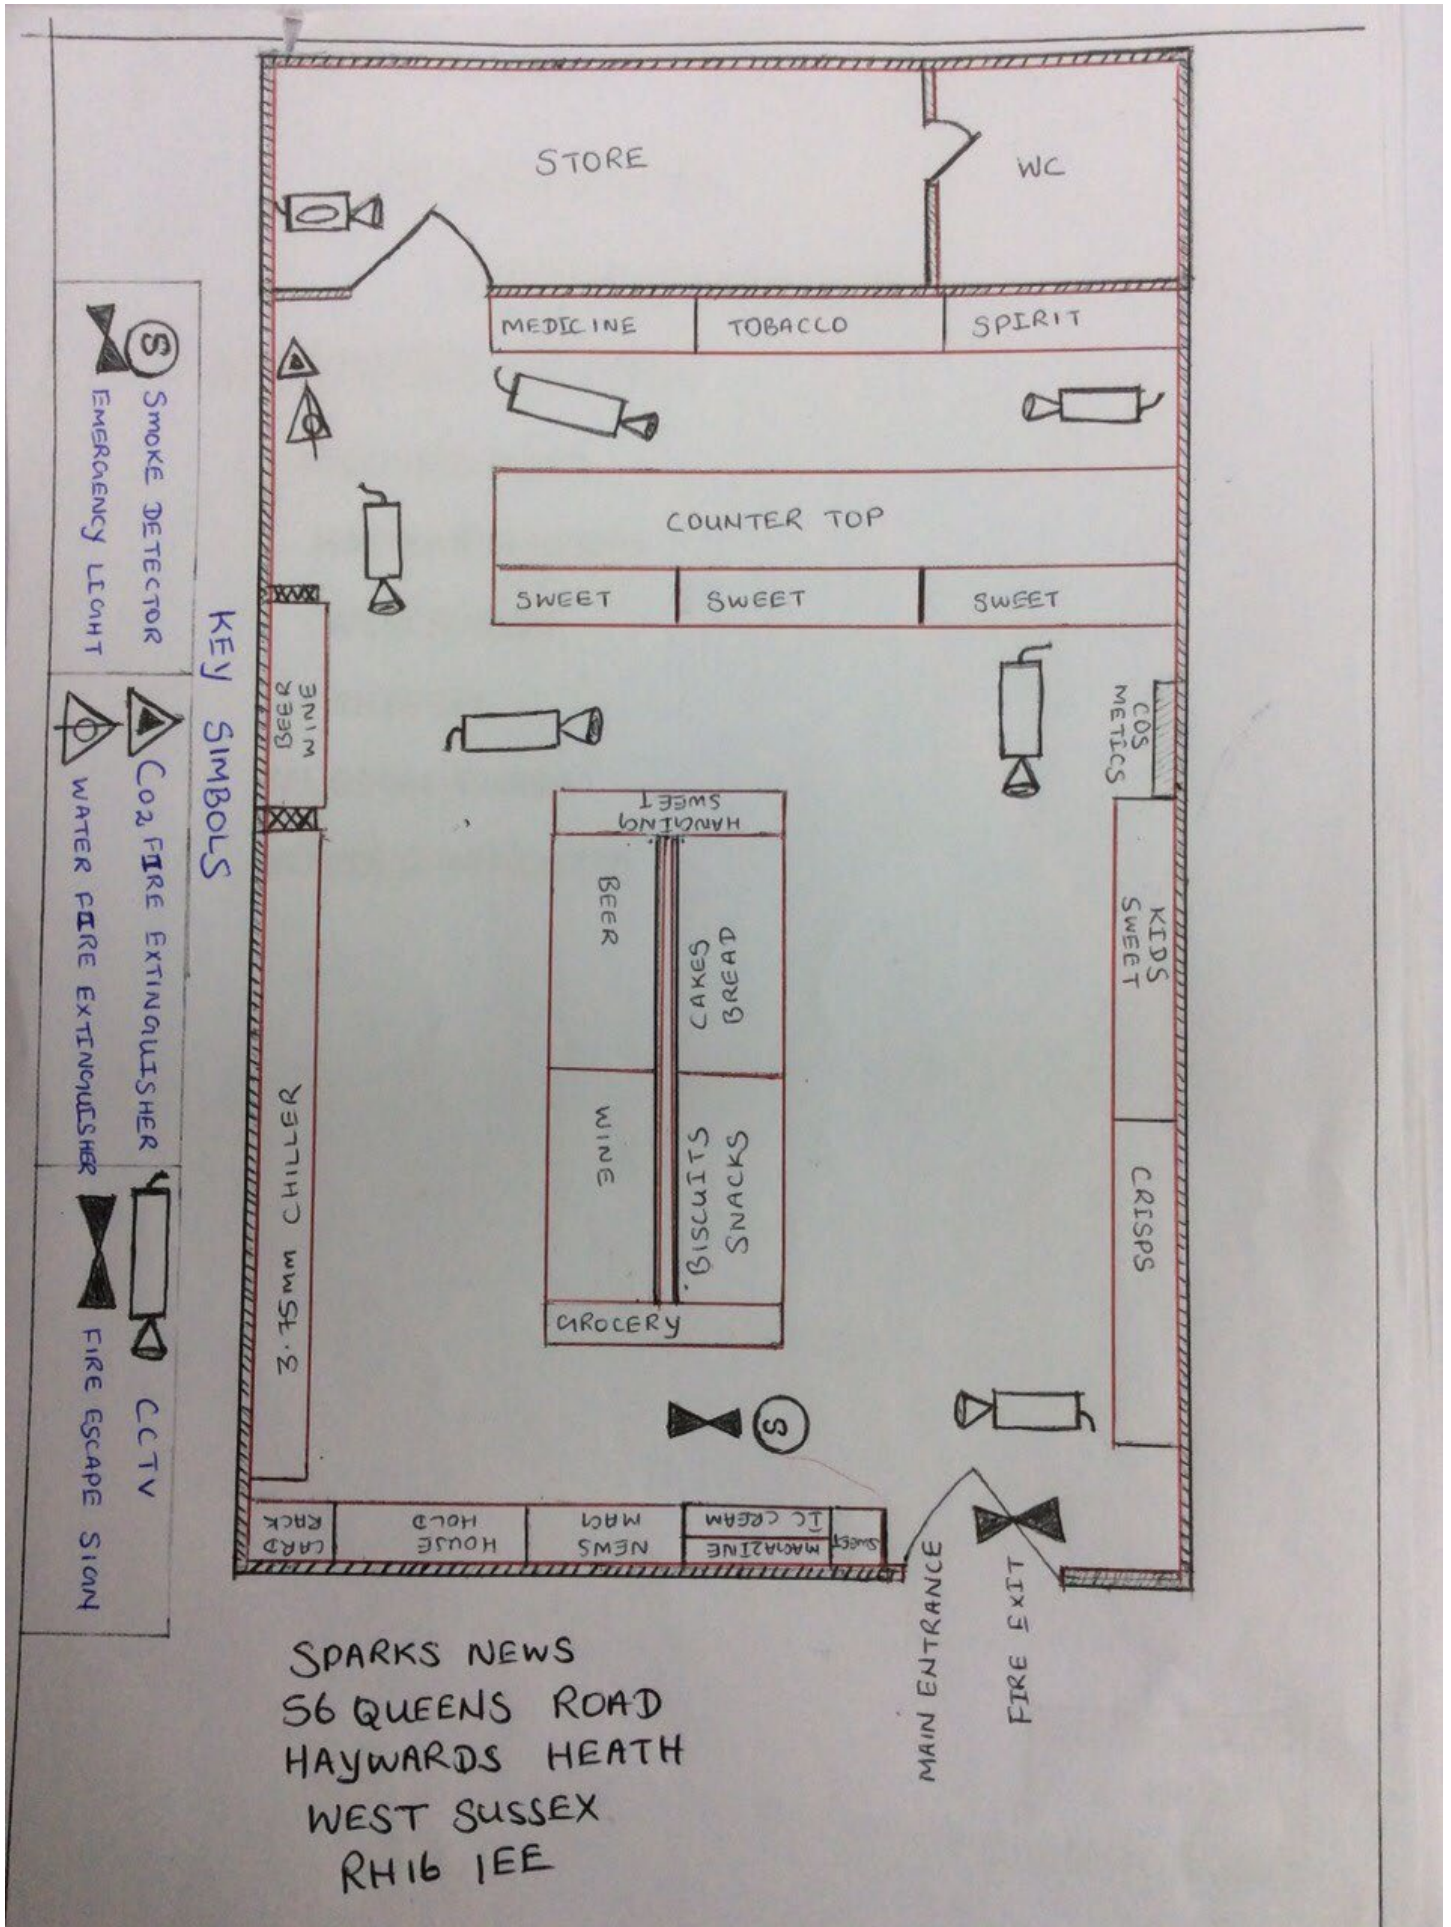 STORE
WC
MEDICINE
TOBACCO
SPIRIT
COUNTER TOP
SWEET
SWEET
SWEET
BEER
WINE
COS
METICS
HANGING
SWEET
BEER
CAKES
BREAD
KIDS
SWEET
WINE
BISCUITS
SNACKS
CRISPS
3.75mm CHILLER
GROCERY
S
CARD
RACK
HOUSE
HOLD
NEWS
MAG
MAGAZINE
IC CREAM
SWEET
MAIN ENTRANCE
FIRE EXIT
KEY SIMBOLS
S
SMOKE DETECTOR
EMERGENCY LIGHT
CO2 FIRE EXTINGUISHER
WATER FIRE EXTINGUISHER
CCTV
FIRE ESCAPE SIGN
SPARKS NEWS
56 QUEENS ROAD
HAYWARDS HEATH
WEST SUSSEX
RH16 1EE